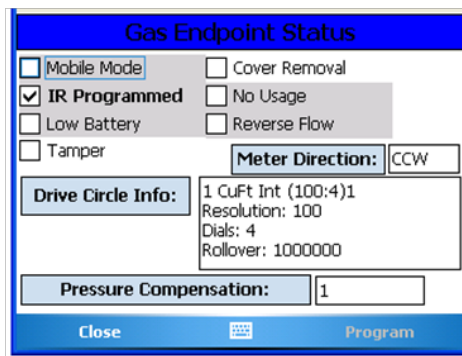 Gas Endpoint Status
Mobile Mode
Cover Removal
IR Programmed
No Usage
Low Battery
Reverse Flow
Tamper
Meter Direction: CCW
Drive Circle Info:
1 CuFt Int (100:4)1
Resolution: 100
Dials: 4
Rollover: 1000000
Pressure Compensation: 1
Close
Program